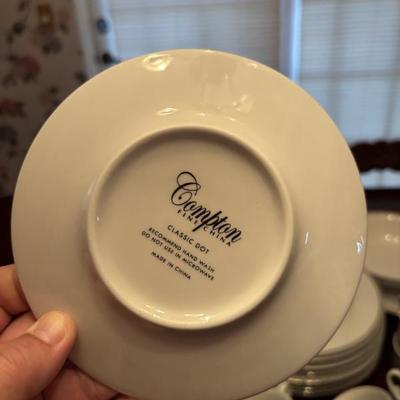 Compton
FINE CHINA
CLASSIC DOT
RECOMMEND HAND WASH
DO NOT USE IN MICROWAVE
MADE IN CHINA